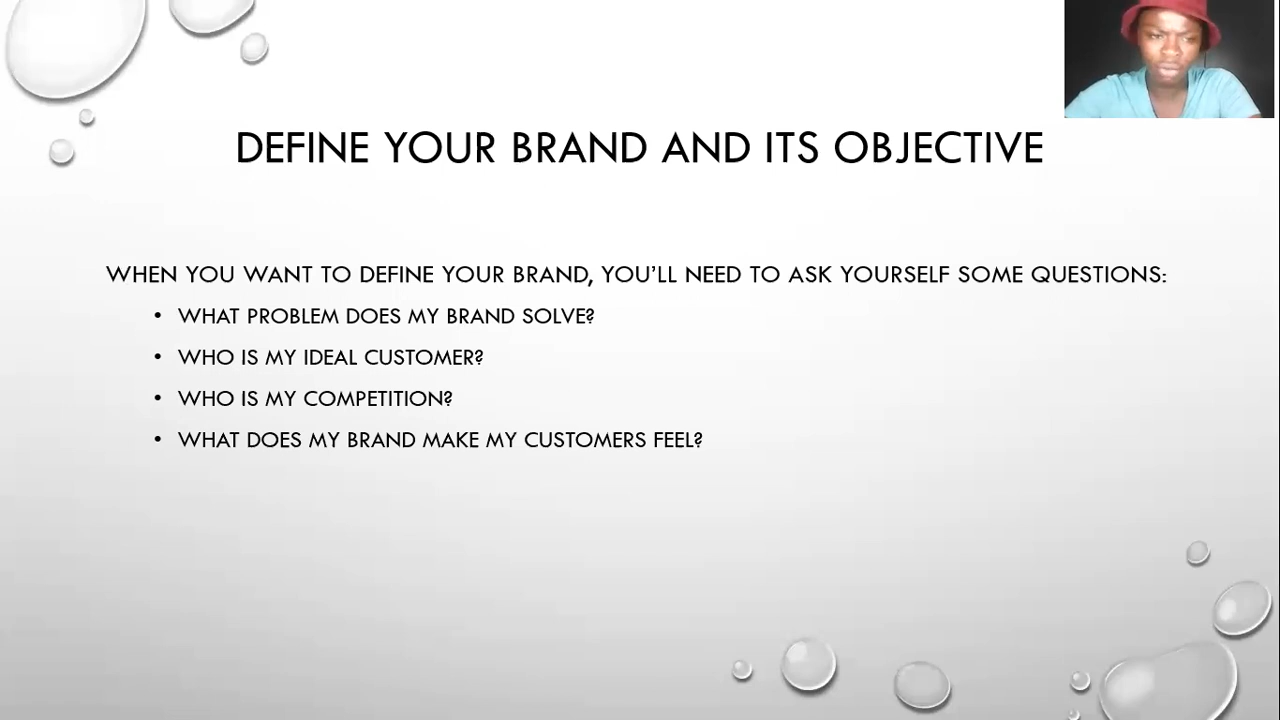 DEFINE YOUR BRAND AND ITS OBJECTIVE
WHEN YOU WANT TO DEFINE YOUR BRAND, YOU’LL NEED TO ASK YOURSELF SOME QUESTIONS:
• WHAT PROBLEM DOES MY BRAND SOLVE?
• WHO IS MY IDEAL CUSTOMER?
• WHO IS MY COMPETITION?
• WHAT DOES MY BRAND MAKE MY CUSTOMERS FEEL?